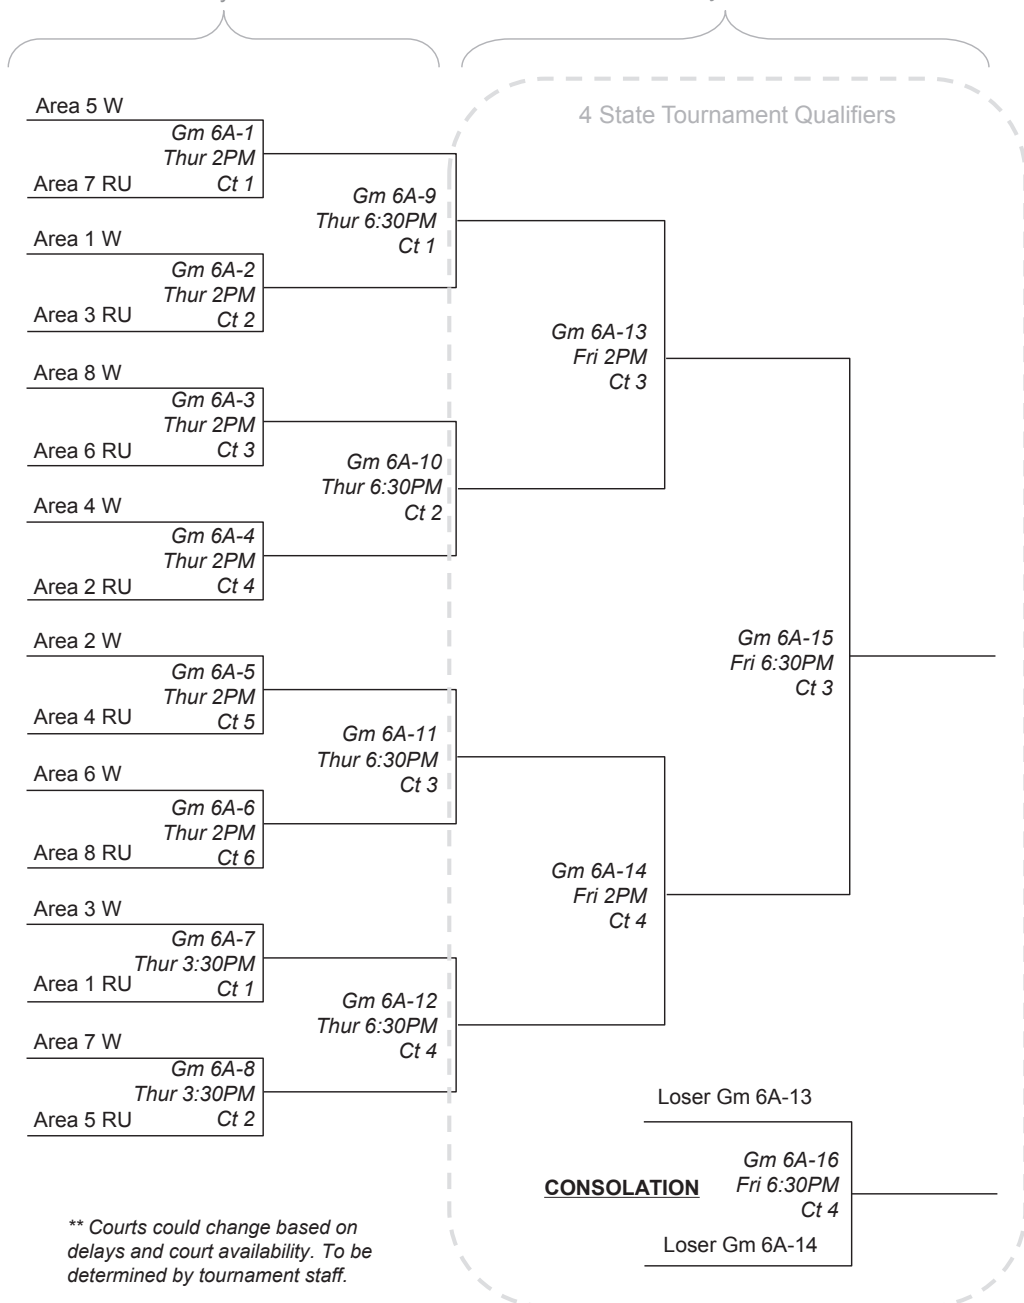 4 State Tournament Qualifiers
Area 5 W
Gm 6A-1
Thur 2PM
Area 7 RU
Ct 1
Gm 6A-9
Thur 6:30PM
Ct 1
Area 1 W
Gm 6A-2
Thur 2PM
Area 3 RU
Ct 2
Gm 6A-13
Fri 2PM
Ct 3
Area 8 W
Gm 6A-3
Thur 2PM
Area 6 RU
Ct 3
Gm 6A-10
Thur 6:30PM
Ct 2
Area 4 W
Gm 6A-4
Thur 2PM
Area 2 RU
Ct 4
Gm 6A-15
Fri 6:30PM
Ct 3
Area 2 W
Gm 6A-5
Thur 2PM
Area 4 RU
Ct 5
Gm 6A-11
Thur 6:30PM
Ct 3
Area 6 W
Gm 6A-6
Thur 2PM
Area 8 RU
Ct 6
Gm 6A-14
Fri 2PM
Ct 4
Area 3 W
Gm 6A-7
Thur 3:30PM
Area 1 RU
Ct 1
Gm 6A-12
Thur 6:30PM
Ct 4
Area 7 W
Gm 6A-8
Thur 3:30PM
Area 5 RU
Ct 2
Loser Gm 6A-13
Gm 6A-16
CONSOLATION
Fri 6:30PM
Ct 4
Loser Gm 6A-14
** Courts could change based on
delays and court availability. To be
determined by tournament staff.